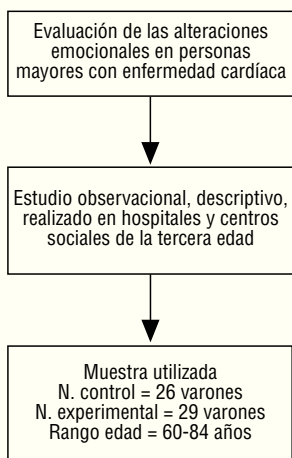 Evaluación de las alteraciones
emocionales en personas
mayores con enfermedad cardíaca
Estudio observacional, descriptivo,
realizado en hospitales y centros
sociales de la tercera edad
Muestra utilizada
N. control = 26 varones
N. experimental = 29 varones
Rango edad = 60-84 años